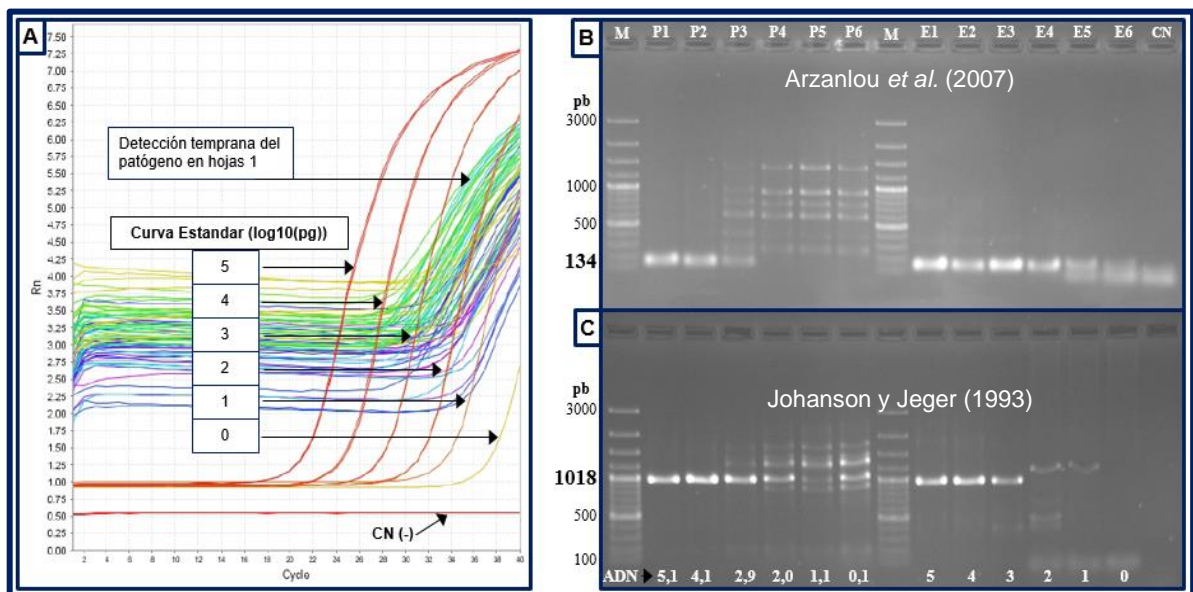 A
7.50
7.25
7.00
6.75
6.50
6.25
6.00
5.75
5.50
5.25
5.00
4.75
4.50
4.25
4.00
3.75
3.50
3.25
3.00
2.75
2.50
2.25
2.00
1.75
1.50
1.25
1.00
0.75
0.50
0.25
0.00
Rn
Detección temprana del
patógeno en hojas 1
Curva Estandar (log10(pg))
5
4
3
2
1
0
CN (-)
2 4 6 8 10 12 14 16 18 20 22 24 26 28 30 32 34 36 38 40
Cycle
B
M P1 P2 P3 P4 P5 P6 M E1 E2 E3 E4 E5 E6 CN
Arzanlou et al. (2007)
pb
3000
1000
500
134
C
Johanson y Jeger (1993)
pb
3000
1018
500
100
ADN 5,1 4,1 2,9 2,0 1,1 0,1 5 4 3 2 1 0